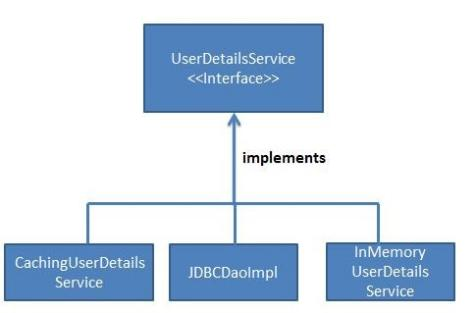 UserDetailsService
<<Interface>>
implements
CachingUserDetails
Service
JDBCDaoImpl
InMemory
UserDetails
Service